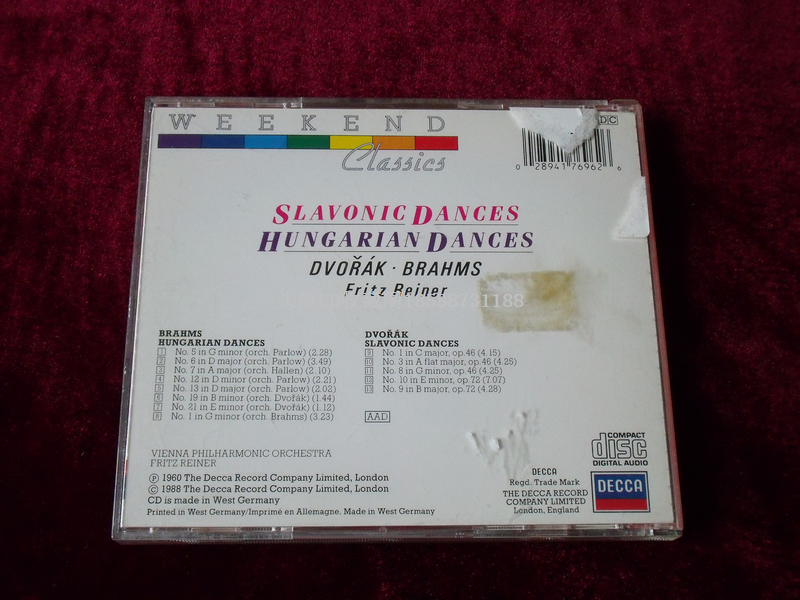 WEEKEND
Classics
DC
0 28941 76962 6
SLAVONIC DANCES
HUNGARIAN DANCES
DVOŘÁK · BRAHMS
Fritz Reiner
88731188
BRAHMS
HUNGARIAN DANCES
1 No. 5 in G minor (orch. Parlow) (2.28)
2 No. 6 in D major (orch. Parlow) (3.49)
3 No. 7 in A major (orch. Hallen) (2.10)
4 No. 12 in D minor (orch. Parlow) (2.21)
5 No. 13 in D major (orch. Parlow) (2.02)
6 No. 19 in B minor (orch. Dvořák) (1.44)
7 No. 21 in E minor (orch. Dvořák) (1.12)
8 No. 1 in G minor (orch. Brahms) (3.23)
DVOŘÁK
SLAVONIC DANCES
9 No. 1 in C major, op.46 (4.15)
10 No. 3 in A flat major, op.46 (4.25)
11 No. 8 in G minor, op.46 (4.25)
12 No. 10 in E minor, op.72 (7.07)
13 No. 9 in B major, op.72 (4.28)
AAD
VIENNA PHILHARMONIC ORCHESTRA
FRITZ REINER
℗ 1960 The Decca Record Company Limited, London
© 1988 The Decca Record Company Limited, London
CD is made in West Germany
Printed in West Germany/Imprimé en Allemagne. Made in West Germany
DECCA
Regd. Trade Mark
THE DECCA RECORD
COMPANY LIMITED
London, England
COMPACT
disc
DIGITAL AUDIO
DECCA